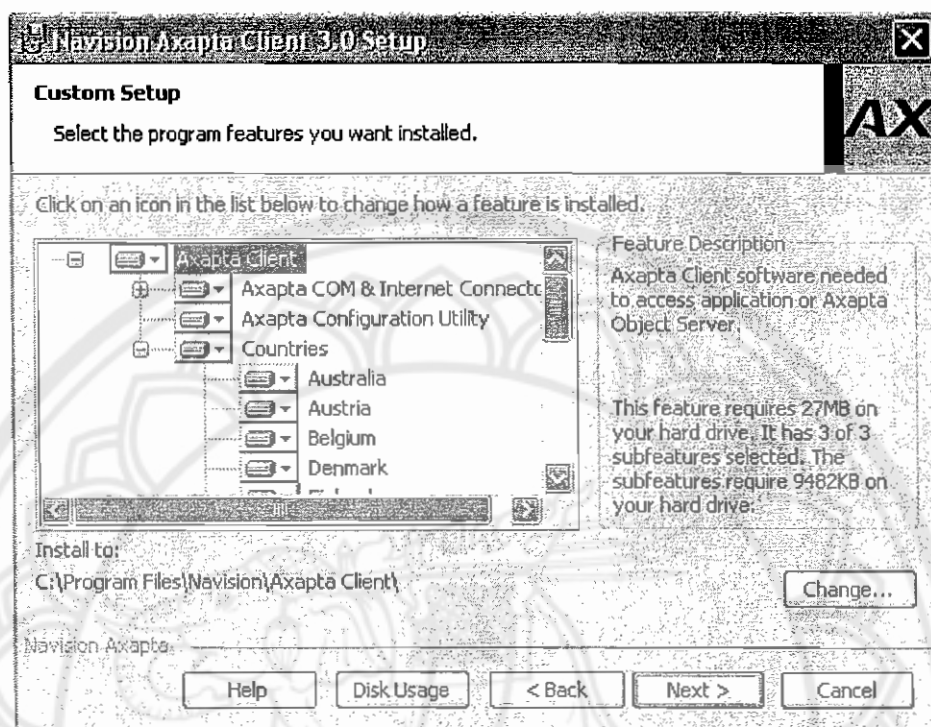 Navision Axapta Client 3.0 Setup
Custom Setup
Select the program features you want installed.
AX
Click on an icon in the list below to change how a feature is installed.
Axapta Client
Axapta COM & Internet Connecto
Axapta Configuration Utility
Countries
Australia
Austria
Belgium
Denmark
Feature Description
Axapta Client software needed
to access application or Axapta
Object Server.
This feature requires 27MB on
your hard drive. It has 3 of 3
subfeatures selected. The
subfeatures require 9482KB on
your hard drive.
Install to:
C:\Program Files\Navision\Axapta Client\
Change...
Navision Axapta
Help
Disk Usage
< Back
Next >
Cancel